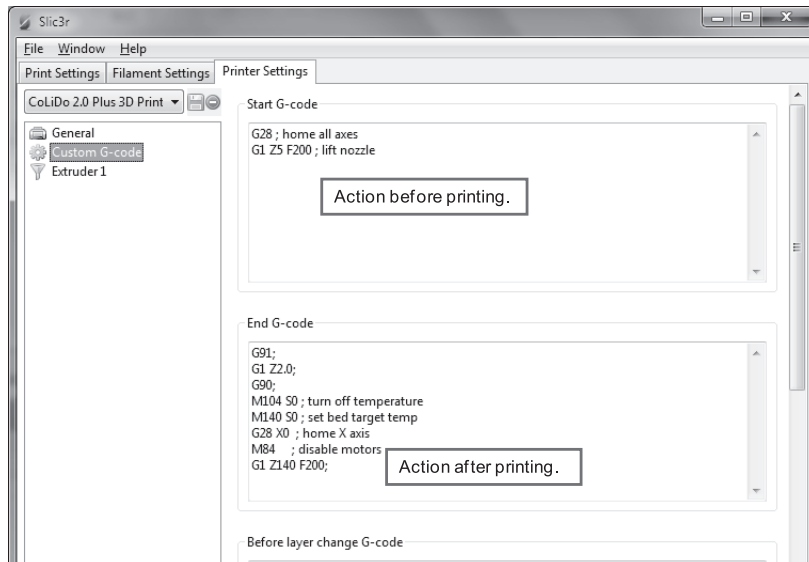 Slic3r
File Window Help
Print Settings Filament Settings Printer Settings
CoLiDo 2.0 Plus 3D Print
General
Custom G-code
Extruder 1
Start G-code
G28 ; home all axes
G1 Z5 F200 ; lift nozzle
Action before printing.
End G-code
G91;
G1 Z2.0;
G90;
M104 S0 ; turn off temperature
M140 S0 ; set bed target temp
G28 X0 ; home X axis
M84 ; disable motors
G1 Z140 F200;
Action after printing.
Before layer change G-code